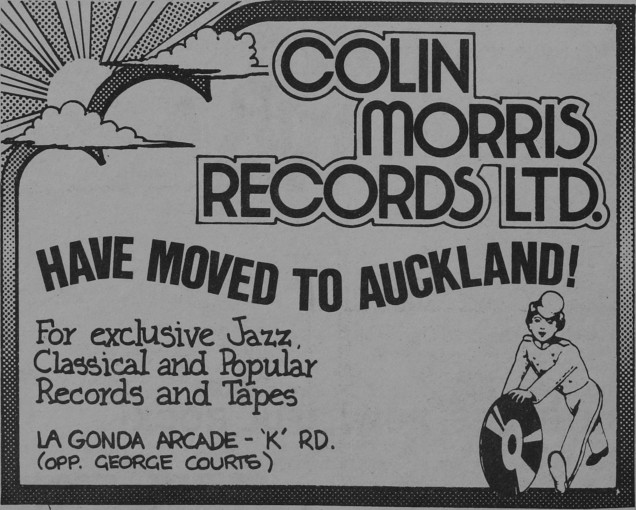 COLIN
MORRIS
RECORDS LTD.
HAVE MOVED TO AUCKLAND!
For exclusive Jazz,
Classical and Popular
Records and Tapes
LA GONDA ARCADE - 'K' RD.
(OPP. GEORGE COURTS)